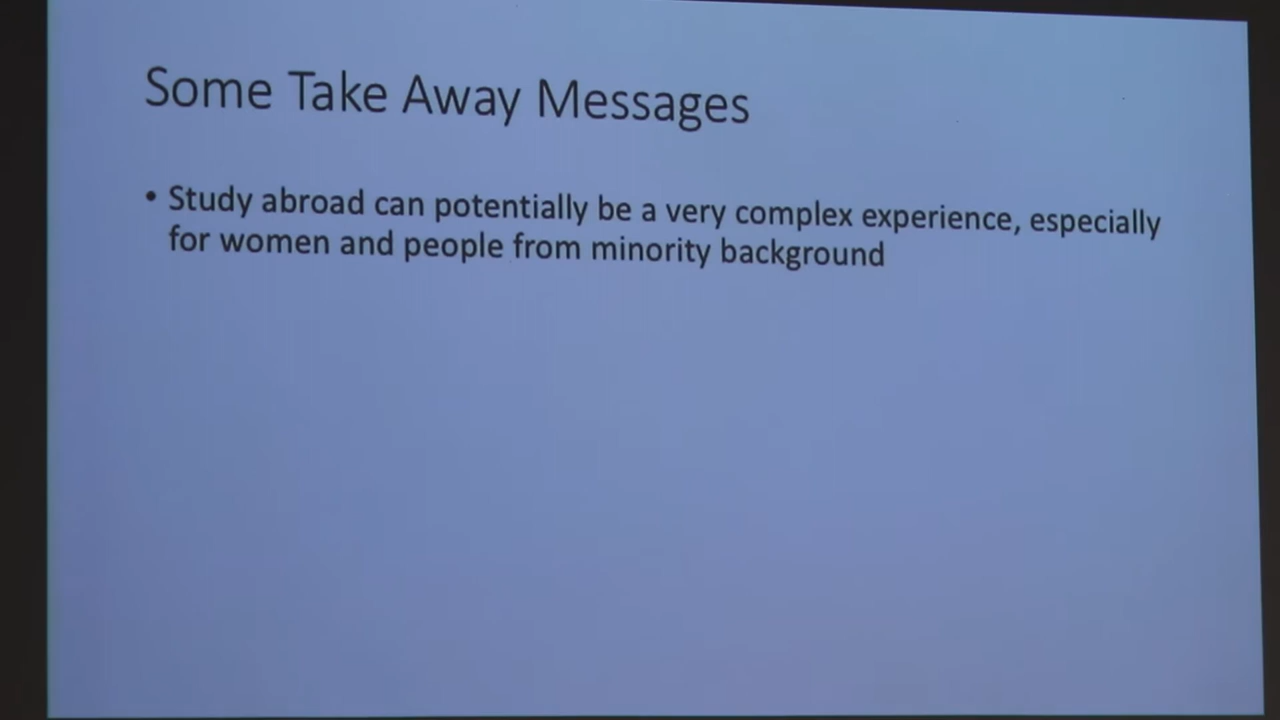 Some Take Away Messages
• Study abroad can potentially be a very complex experience, especially
for women and people from minority background